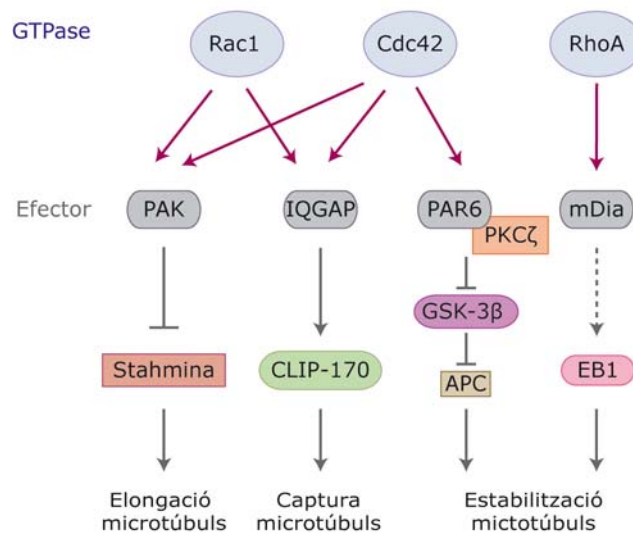 GTPase
Rac1
Cdc42
RhoA
Efector
PAK
IQGAP
PAR6
PKCζ
mDia
GSK-3β
Stahmina
CLIP-170
APC
EB1
Elongació
microtúbuls
Captura
microtúbuls
Estabilització
mictotúbuls